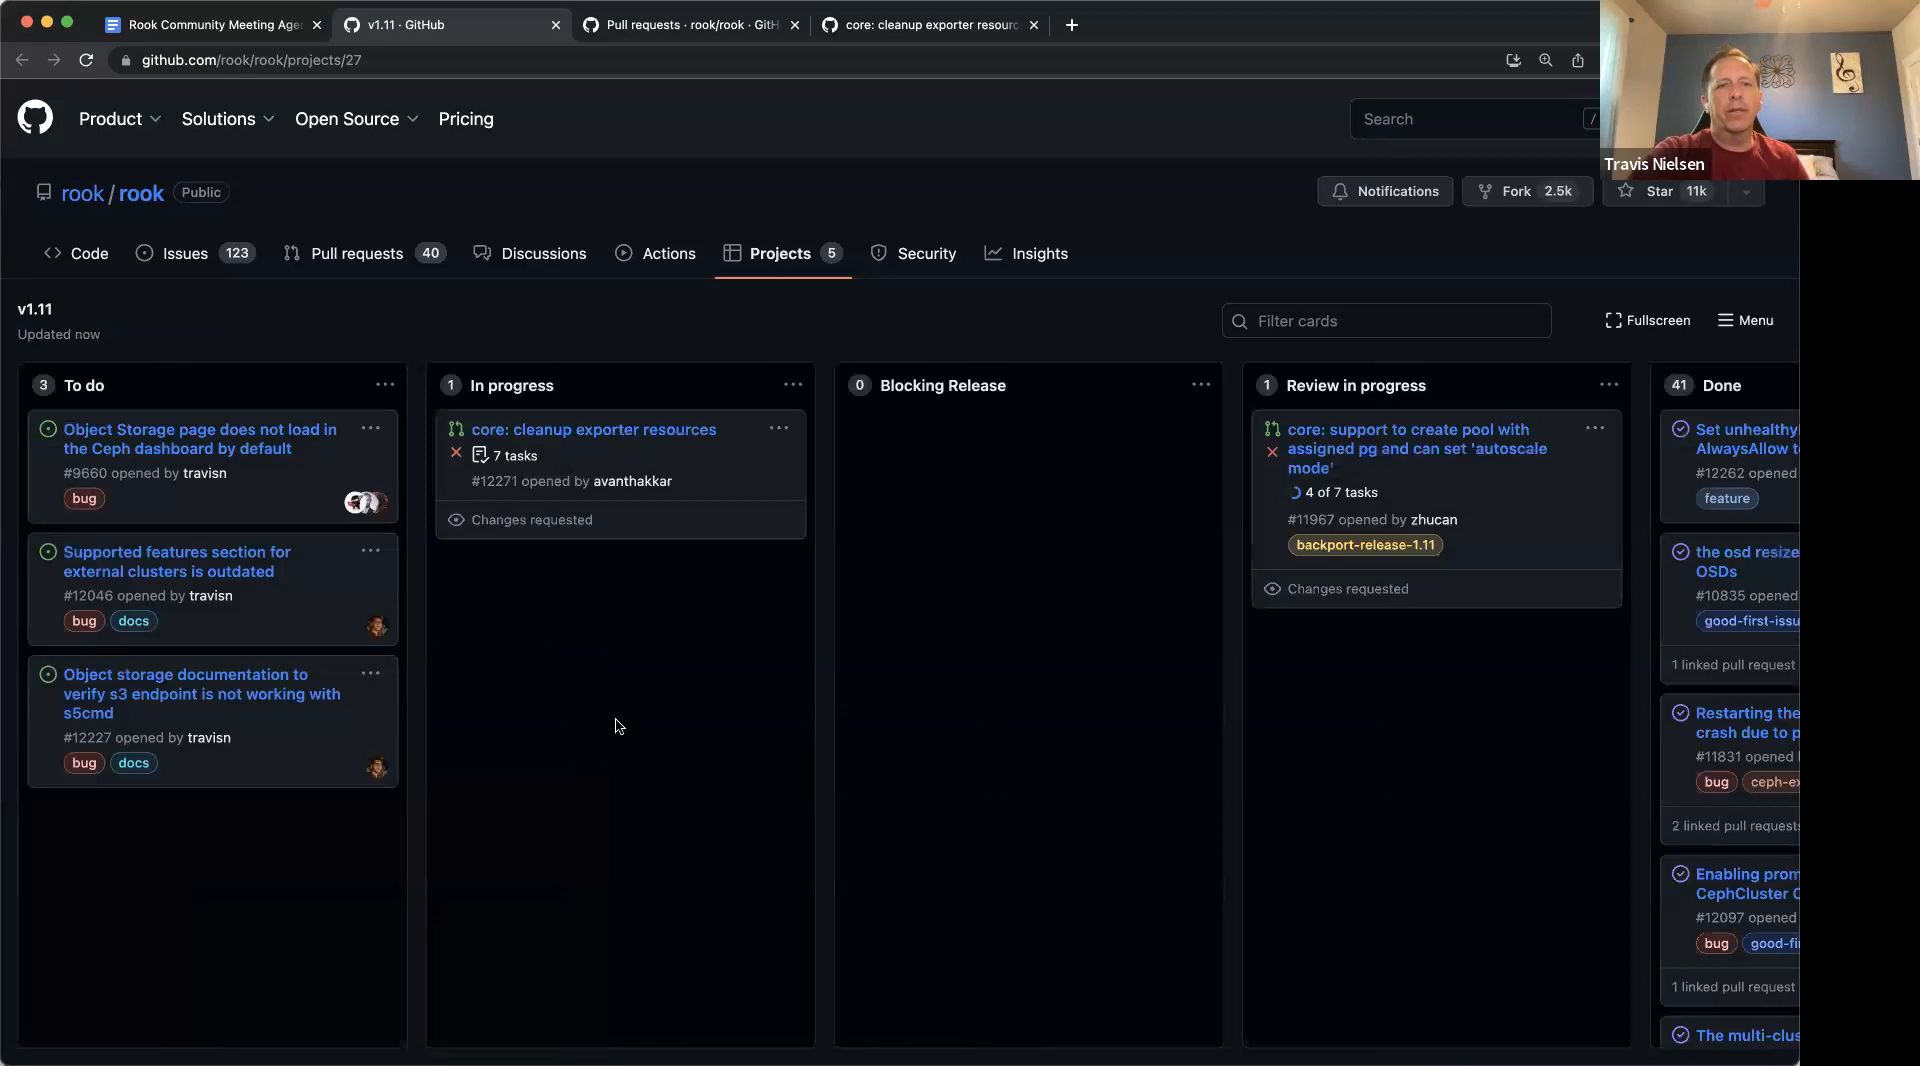 Rook Community Meeting Age
v1.11 · GitHub
Pull requests · rook/rook · GitH
core: cleanup exporter resourc
github.com/rook/rook/projects/27
Product
Solutions
Open Source
Pricing
Search
/
Travis Nielsen
rook / rook
Public
Notifications
Fork 2.5k
Star 11k
Code
Issues 123
Pull requests 40
Discussions
Actions
Projects 5
Security
Insights
v1.11
Updated now
Filter cards
Fullscreen
Menu
3 To do
Object Storage page does not load in
the Ceph dashboard by default
#9660 opened by travisn
bug
Supported features section for
external clusters is outdated
#12046 opened by travisn
bug docs
Object storage documentation to
verify s3 endpoint is not working with
s5cmd
#12227 opened by travisn
bug docs
1 In progress
core: cleanup exporter resources
7 tasks
#12271 opened by avanthakkar
Changes requested
0 Blocking Release
1 Review in progress
core: support to create pool with
assigned pg and can set 'autoscale
mode'
4 of 7 tasks
#11967 opened by zhucan
backport-release-1.11
Changes requested
41 Done
Set unhealthy
AlwaysAllow t
#12262 opened
feature
the osd resize
OSDs
#10835 opened
good-first-issu
1 linked pull request
Restarting the
crash due to p
#11831 opened
bug ceph-ex
2 linked pull requests
Enabling prom
CephCluster C
#12097 opened
bug good-fi
1 linked pull request
The multi-clus